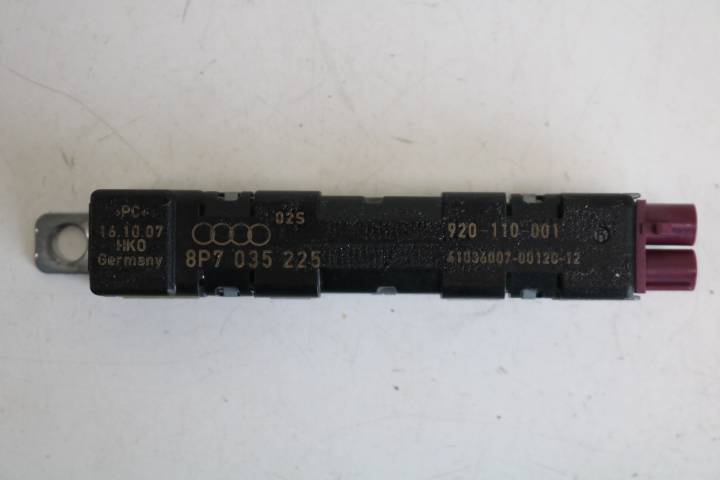 >PC<
16.10.07
HKO
Germany
02S
8P7 035 225
920-110-001
61036007-00120-12